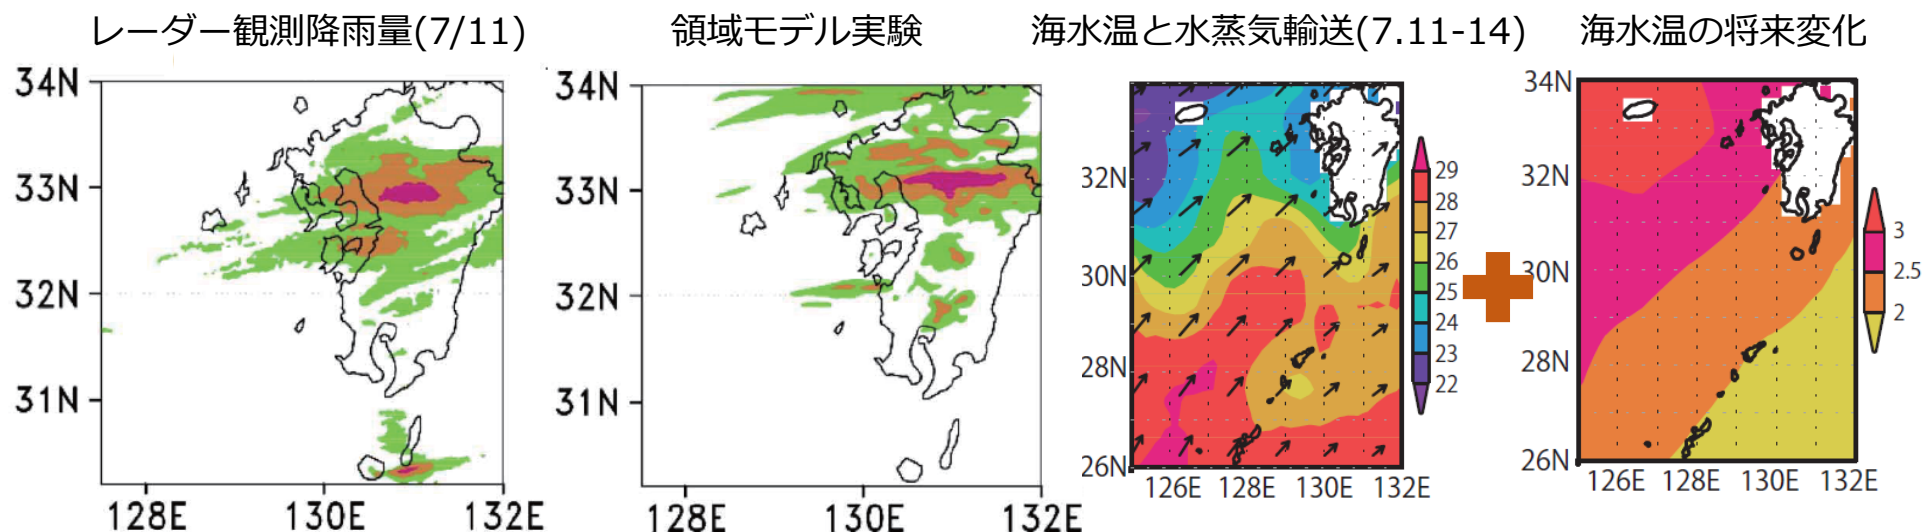 レーダー観測降雨量(7/11)
領域モデル実験
海水温と水蒸気輸送(7.11-14)
海水温の将来変化
34N
33N
32N
31N
128E 130E 132E
34N
33N
32N
31N
128E 130E 132E
32N
30N
28N
26N
126E 128E 130E 132E
29
28
27
26
25
24
23
22
34N
32N
30N
28N
26N
126E 128E 130E 132E
3
2.5
2